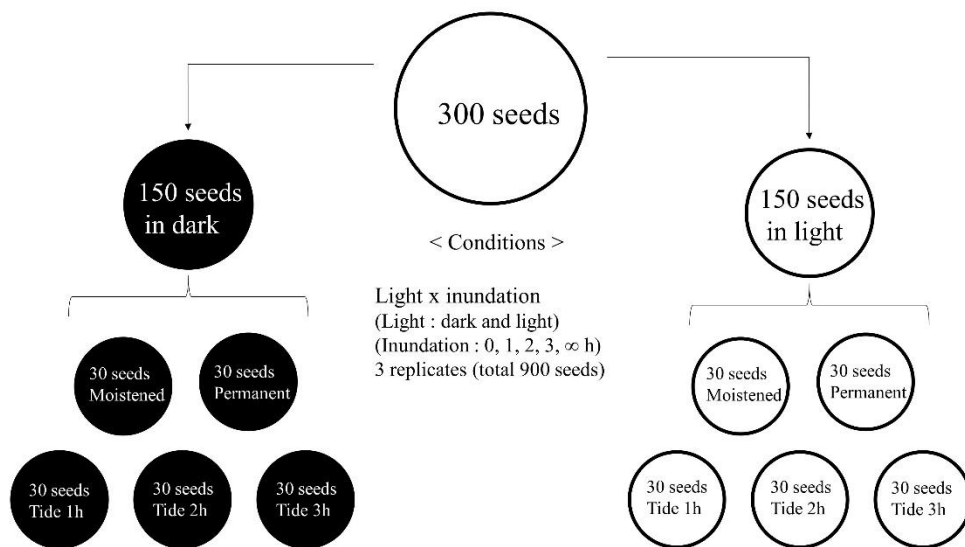 300 seeds
150 seeds
in dark
150 seeds
in light
< Conditions >
Light x inundation
(Light : dark and light)
(Inundation : 0, 1, 2, 3, ∞ h)
3 replicates (total 900 seeds)
30 seeds
Moistened
30 seeds
Permanent
30 seeds
Tide 1h
30 seeds
Tide 2h
30 seeds
Tide 3h
30 seeds
Moistened
30 seeds
Permanent
30 seeds
Tide 1h
30 seeds
Tide 2h
30 seeds
Tide 3h